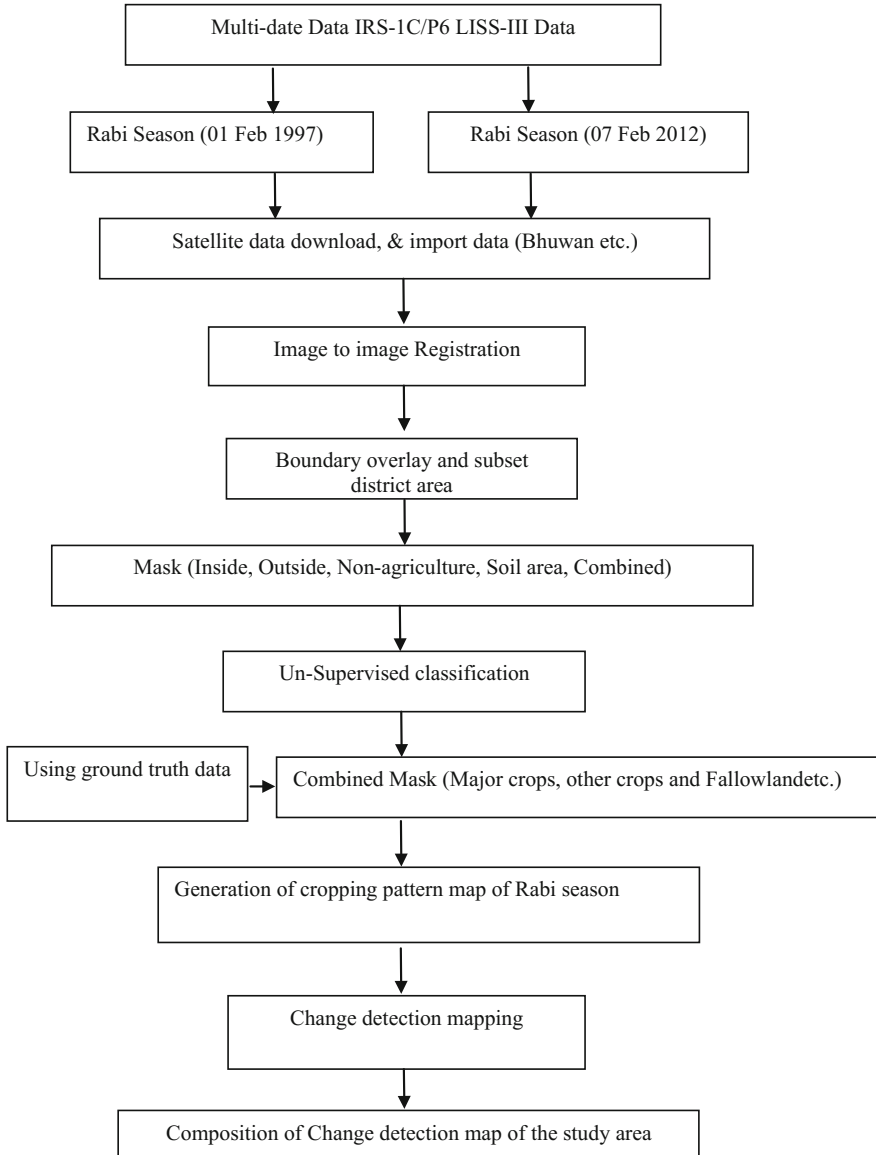 Multi-date Data IRS-1C/P6 LISS-III Data
Rabi Season (01 Feb 1997)
Rabi Season (07 Feb 2012)
Satellite data download, & import data (Bhuwan etc.)
Image to image Registration
Boundary overlay and subset
district area
Mask (Inside, Outside, Non-agriculture, Soil area, Combined)
Un-Supervised classification
Using ground truth data
Combined Mask (Major crops, other crops and Fallowlandetc.)
Generation of cropping pattern map of Rabi season
Change detection mapping
Composition of Change detection map of the study area